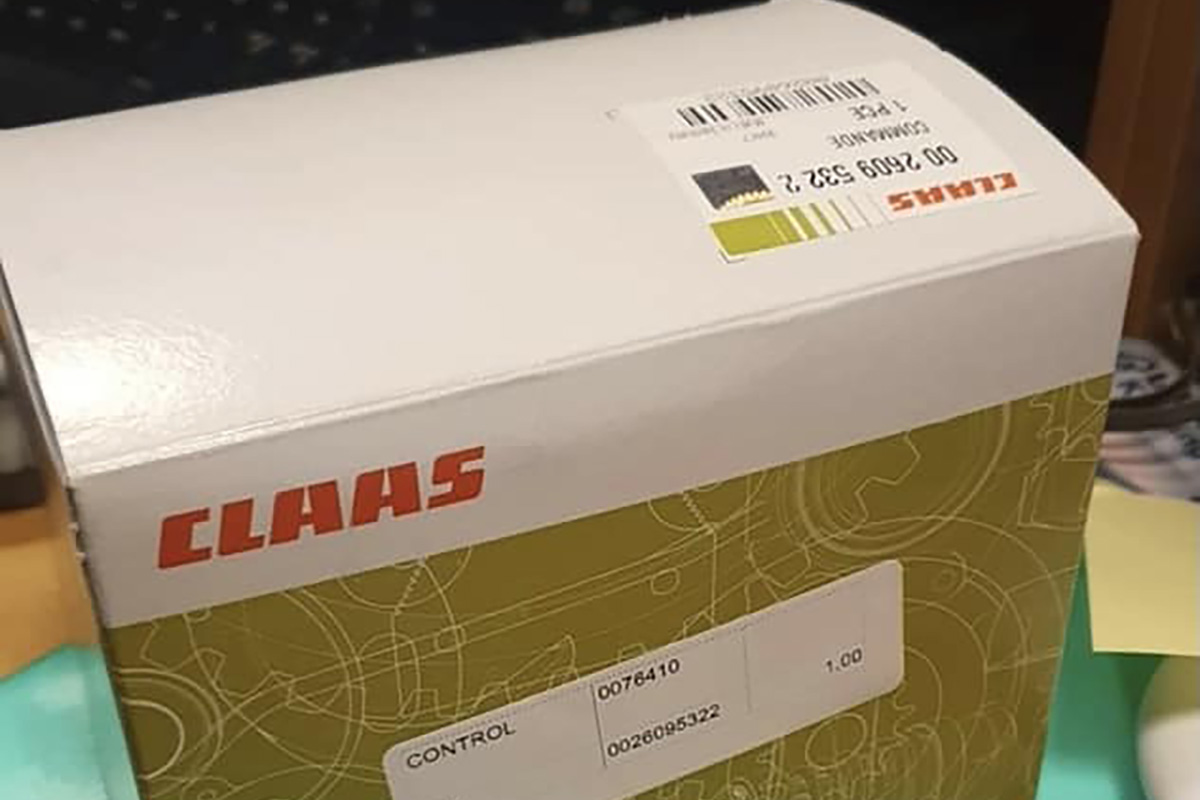 CLAAS
00 2609 532 2
COMMANDE
1 PCE
CLAAS
CONTROL
0076410
1.00
0026095322